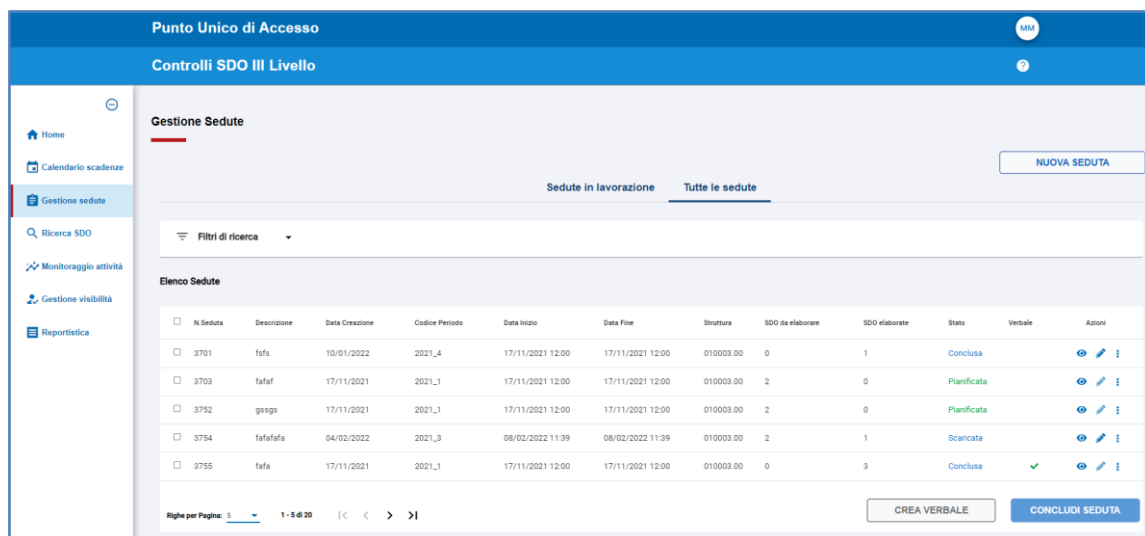 Punto Unico di Accesso
MM
Controlli SDO III Livello
?
Home
Calendario scadenze
Gestione sedute
Ricerca SDO
Monitoraggio attività
Gestione visibilità
Reportistica
Gestione Sedute
NUOVA SEDUTA
Sedute in lavorazione Tutte le sedute
Filtri di ricerca
Elenco Sedute
N.Seduta Descrizione Data Creazione Codice Periodo Data Inizio Data Fine Struttura SDO da elaborare SDO elaborate Stato Verbale Azioni
3701 fsfs 10/01/2022 2021_4 17/11/2021 12:00 17/11/2021 12:00 010003.00 0 1 Conclusa
3703 fafaf 17/11/2021 2021_1 17/11/2021 12:00 17/11/2021 12:00 010003.00 2 0 Pianificata
3752 gssgs 17/11/2021 2021_1 17/11/2021 12:00 17/11/2021 12:00 010003.00 2 0 Pianificata
3754 fafafafa 04/02/2022 2021_3 08/02/2022 11:39 08/02/2022 11:39 010003.00 2 1 Scaricata
3755 fafa 17/11/2021 2021_1 17/11/2021 12:00 17/11/2021 12:00 010003.00 0 3 Conclusa
Righe per Pagina: 5 1 - 5 di 20
CREA VERBALE CONCLUDI SEDUTA